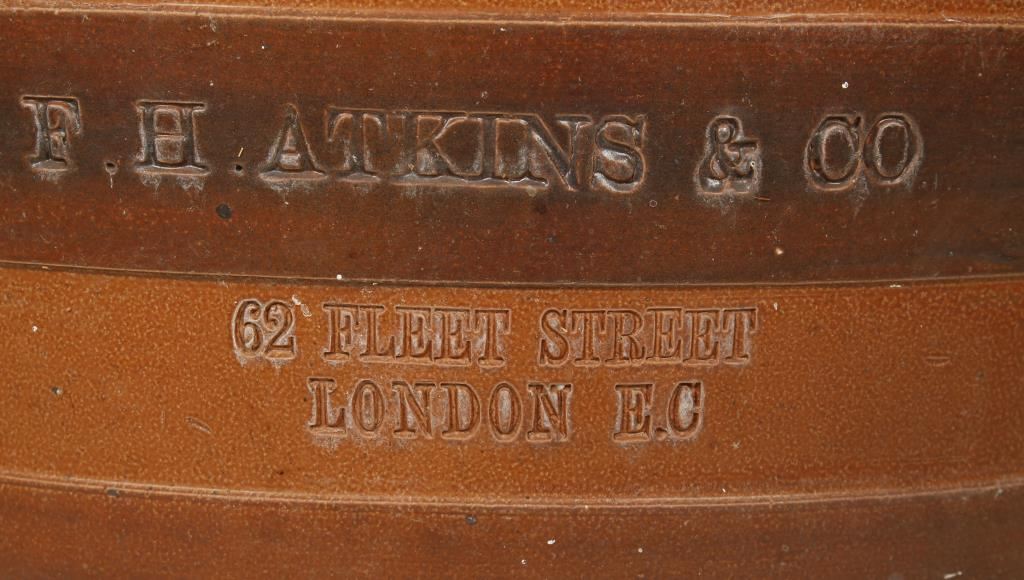 F.H.ATKINS & CO
62 FLEET STREET
LONDON E.C